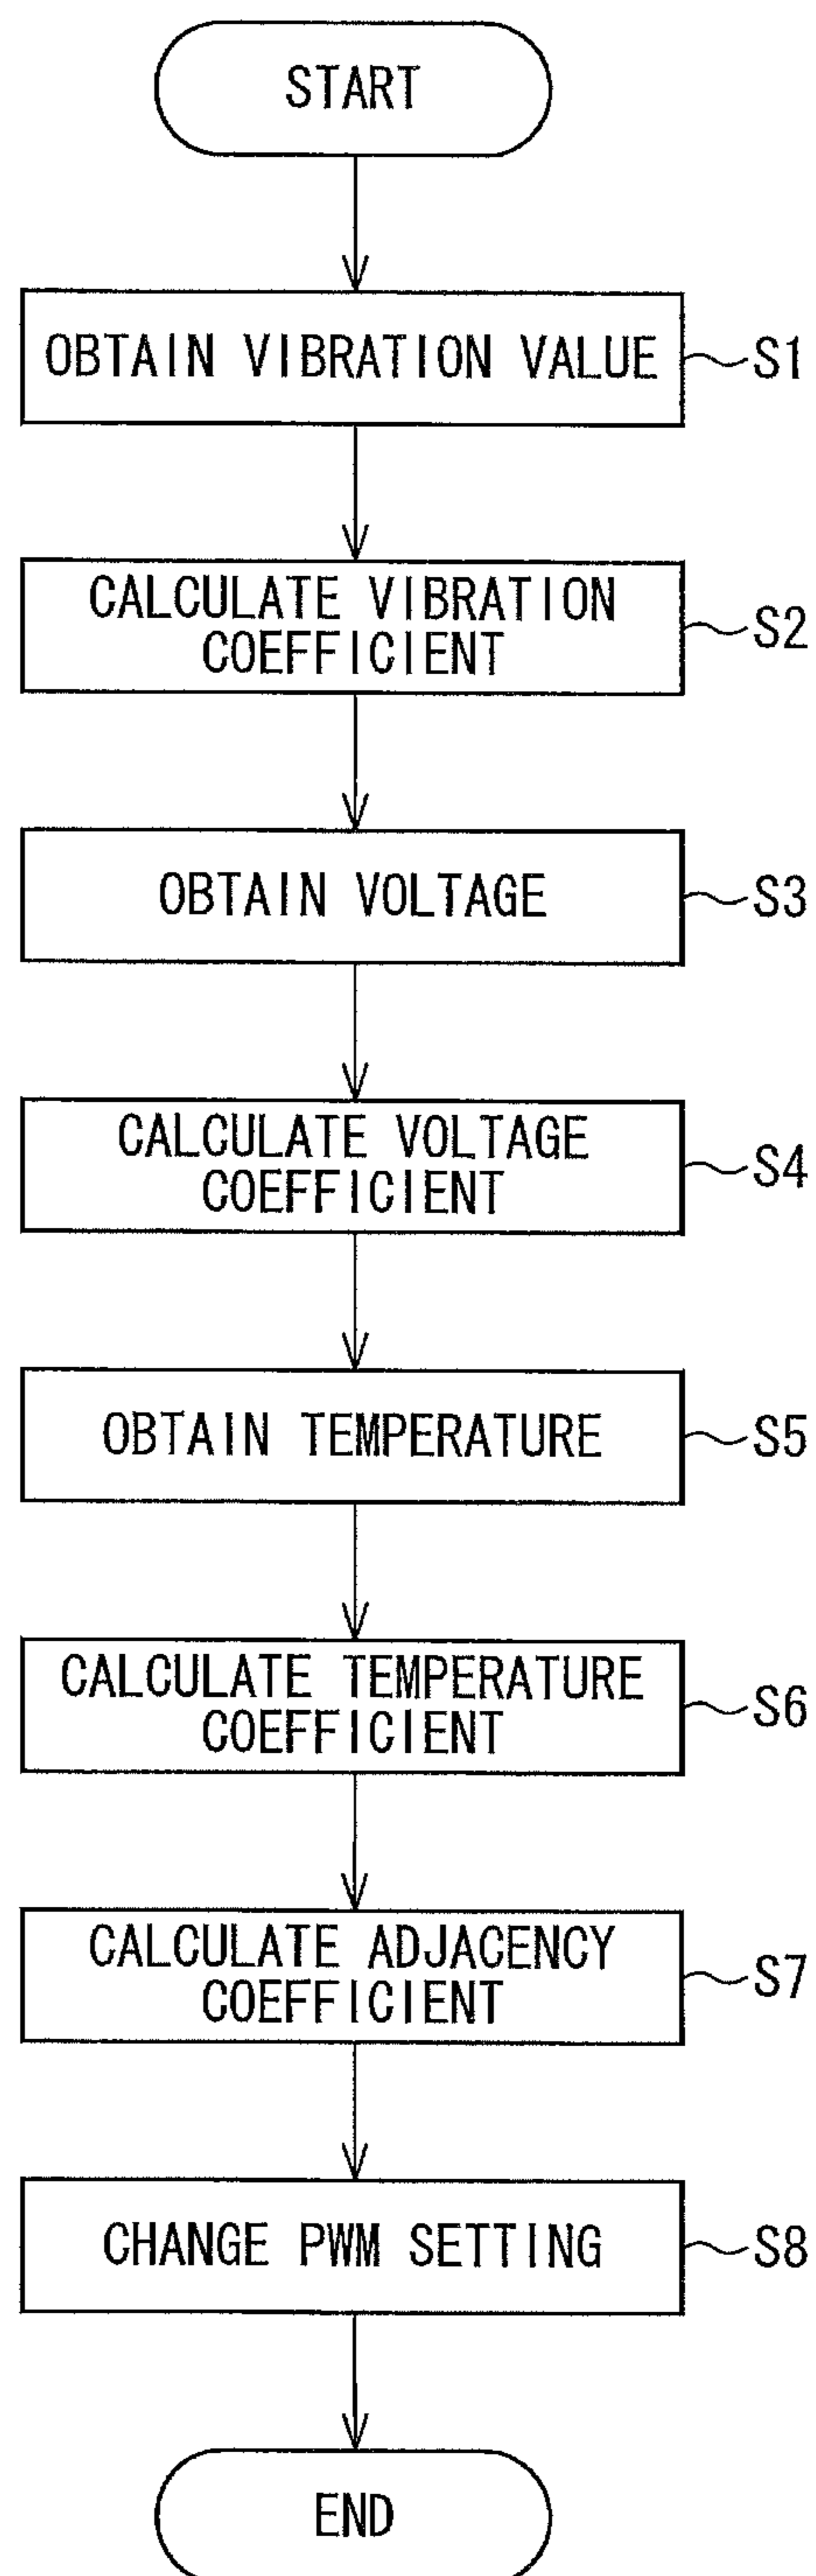 START
OBTAIN VIBRATION VALUE
S1
CALCULATE VIBRATION
COEFFICIENT
S2
OBTAIN VOLTAGE
S3
CALCULATE VOLTAGE
COEFFICIENT
S4
OBTAIN TEMPERATURE
S5
CALCULATE TEMPERATURE
COEFFICIENT
S6
CALCULATE ADJACENCY
COEFFICIENT
S7
CHANGE PWM SETTING
S8
END